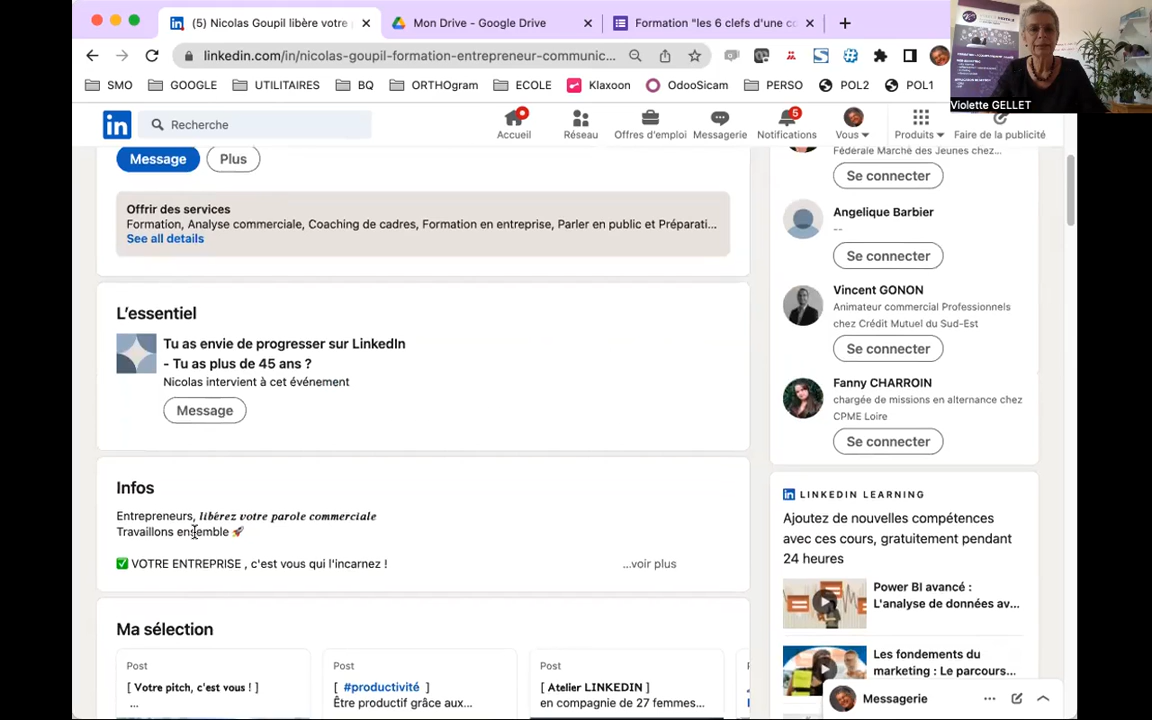 (5) Nicolas Goupil libère votre
Mon Drive - Google Drive
Formation "les 6 clefs d'une co
linkedin.com/in/nicolas-goupil-formation-entrepreneur-communic...
SMO
GOOGLE
UTILITAIRES
BQ
ORTHOgram
ECOLE
Klaxoon
OdooSicam
PERSO
POL2
POL1
Violette GELLET
in
Recherche
Accueil
Réseau
Offres d'emploi
Messagerie
5
Notifications
Vous
Produits
Faire de la publicité
Message
Plus
Offrir des services
Formation, Analyse commerciale, Coaching de cadres, Formation en entreprise, Parler en public et Préparati...
See all details
L'essentiel
Tu as envie de progresser sur LinkedIn
- Tu as plus de 45 ans ?
Nicolas intervient à cet événement
Message
Infos
Entrepreneurs, libérez votre parole commerciale
Travaillons ensemble 🚀
✅ VOTRE ENTREPRISE , c'est vous qui l'incarnez !
...voir plus
Ma sélection
Post
[ Votre pitch, c'est vous ! ]
...
Post
[ #productivité ]
Être productif grâce aux...
Post
[ Atelier LINKEDIN ]
en compagnie de 27 femmes...
Fédérale Marché des Jeunes chez...
Se connecter
Angelique Barbier
--
Se connecter
Vincent GONON
Animateur commercial Professionnels
chez Crédit Mutuel du Sud-Est
Se connecter
Fanny CHARROIN
chargée de missions en alternance chez
CPME Loire
Se connecter
in LINKEDIN LEARNING
Ajoutez de nouvelles compétences
avec ces cours, gratuitement pendant
24 heures
Power BI avancé :
L'analyse de données av...
Les fondements du
marketing : Le parcours...
Messagerie